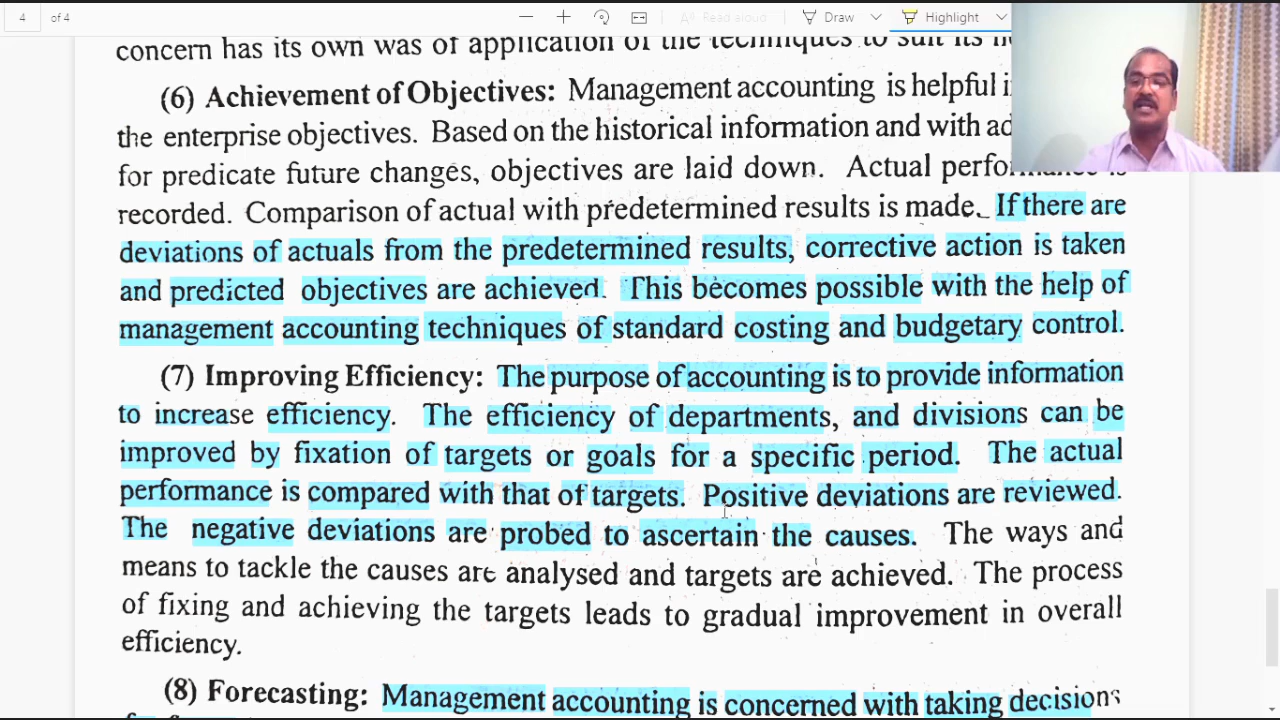 4 of 4 Read aloud Draw Highlight
concern has its own was of application of the techniques to suit its
(6) Achievement of Objectives: Management accounting is helpful
the enterprise objectives. Based on the historical information and with
for predicate future changes, objectives are laid down. Actual performance is
recorded. Comparison of actual with predetermined results is made. If there are
deviations of actuals from the predetermined results, corrective action is taken
and predicted objectives are achieved. This becomes possible with the help of
management accounting techniques of standard costing and budgetary control.
(7) Improving Efficiency: The purpose of accounting is to provide information
to increase efficiency. The efficiency of departments, and divisions can be
improved by fixation of targets or goals for a specific period. The actual
performance is compared with that of targets. Positive deviations are reviewed.
The negative deviations are probed to ascertain the causes. The ways and
means to tackle the causes are analysed and targets are achieved. The process
of fixing and achieving the targets leads to gradual improvement in overall
efficiency.
(8) Forecasting: Management accounting is concerned with taking decisions